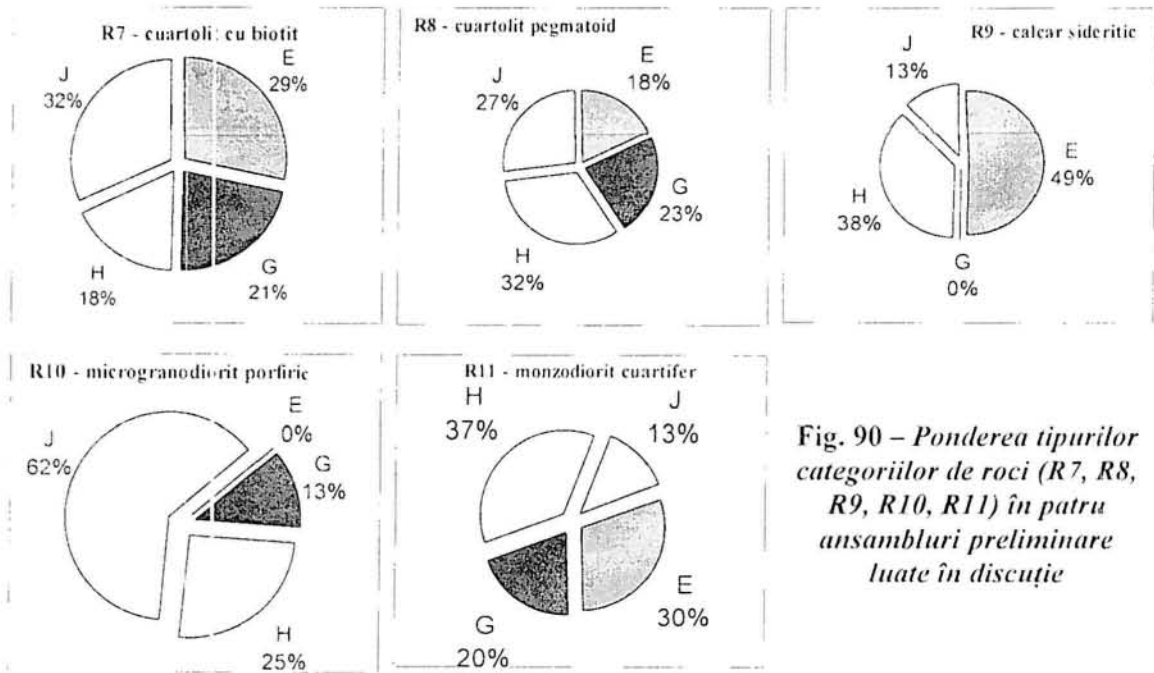 R7 - cuartolit cu biotit
J
32%
E
29%
H
18%
G
21%
R8 - cuartolit pegmatoid
J
27%
E
18%
G
23%
H
32%
R9 - calcar sideritic
J
13%
E
49%
H
38%
G
0%
R10 - microgranodiorit porfiric
J
62%
E
0%
G
13%
H
25%
R11 - monzodiorit cuartifer
H
37%
J
13%
G
20%
E
30%
Fig. 90 – Ponderea tipurilor
categoriilor de roci (R7, R8,
R9, R10, R11) în patru
ansambluri preliminare
luate în discuție